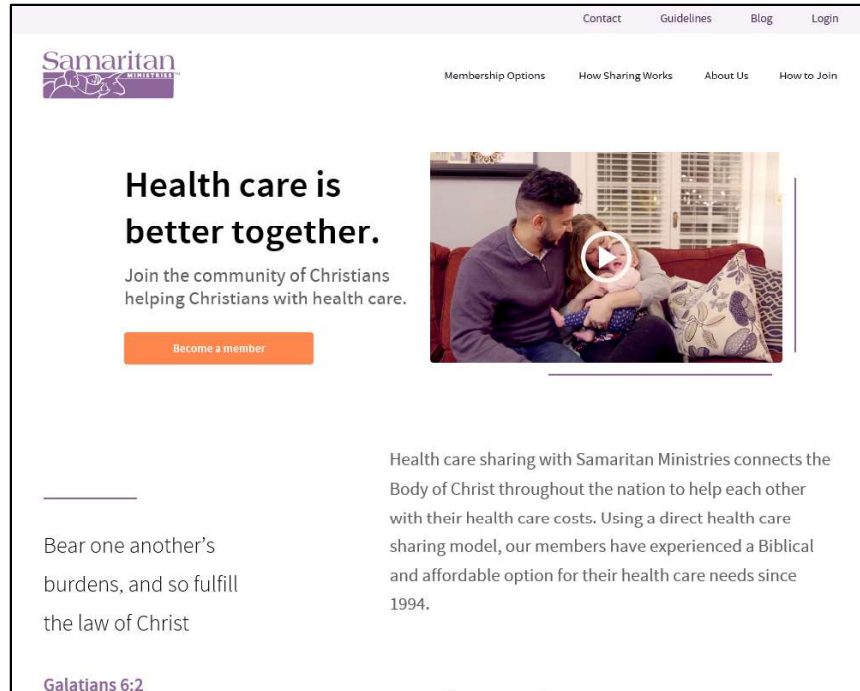 Contact Guidelines Blog Login
Samaritan
MINISTRIES™
Membership Options How Sharing Works About Us How to Join
Health care is
better together.
Join the community of Christians
helping Christians with health care.
Become a member
Health care sharing with Samaritan Ministries connects the
Body of Christ throughout the nation to help each other
with their health care costs. Using a direct health care
sharing model, our members have experienced a Biblical
and affordable option for their health care needs since
1994.
Bear one another’s
burdens, and so fulfill
the law of Christ
Galatians 6:2